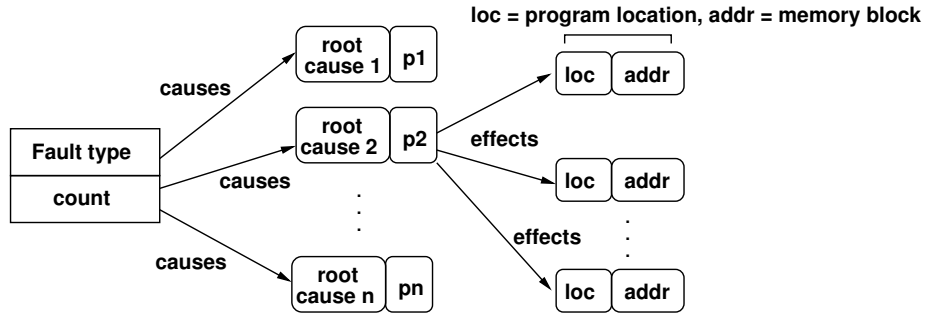 loc = program location, addr = memory block
root
cause 1
p1
causes
loc
addr
Fault type
count
root
cause 2
p2
effects
causes
loc
addr
.
.
.
.
.
.
effects
causes
root
cause n
pn
loc
addr